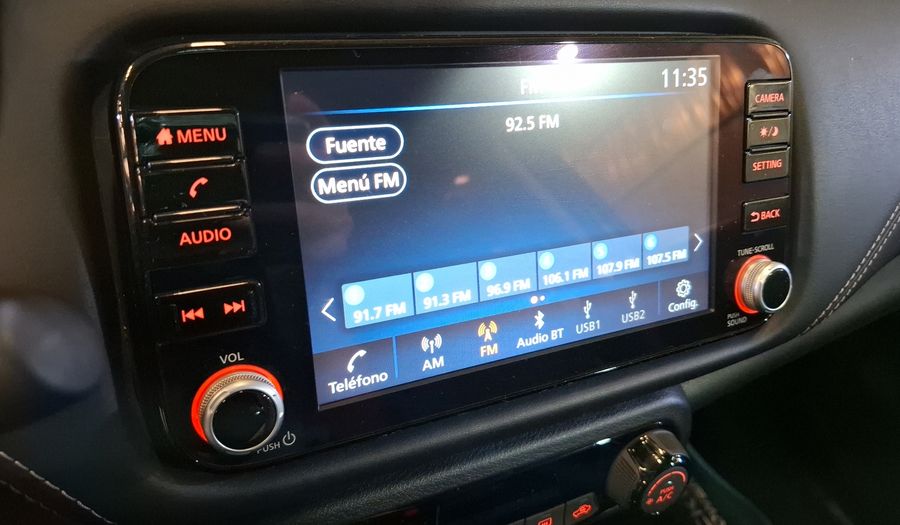 MENU
AUDIO
VOL
PUSH
11:35
92.5 FM
Fuente
Menú FM
91.7 FM
91.3 FM
96.9 FM
106.1 FM
107.9 FM
107.5 FM
Teléfono
AM
FM
Audio BT
USB1
USB2
Config.
CAMERA
SETTING
BACK
TUNE-SCROLL
PUSH
SOUND
PUSH
A/C